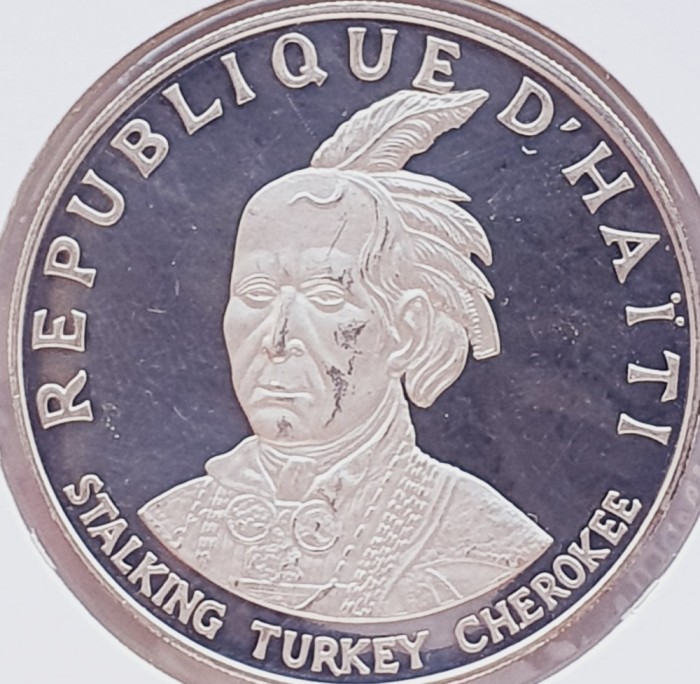 REPUBLIQUE D'HAÏTI
STALKING TURKEY CHEROKEE